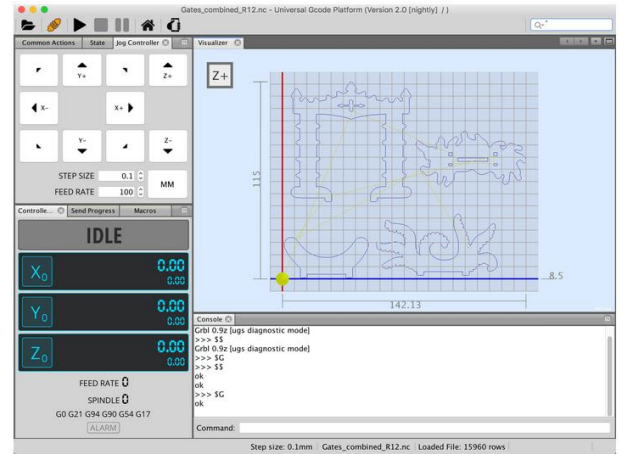 Gates_combined_R12.nc - Universal Gcode Platform (Version 2.0 [nightly] / )
Common Actions State Jog Controller
Y+
Z+
X-
X+
Y-
Z-
STEP SIZE 0.1
FEED RATE 100
MM
Controlle... Send Progress Macros
IDLE
X0 0.00
0.00
Y0 0.00
0.00
Z0 0.00
0.00
FEED RATE 0
SPINDLE 0
G0 G21 G94 G90 G54 G17
ALARM
Visualizer
Z+
115
8.5
142.13
Console
Grbl 0.9z [ugs diagnostic mode]
>>> $$
Grbl 0.9z [ugs diagnostic mode]
>>> $G
>>> $$
ok
ok
>>> $G
ok
Command:
Step size: 0.1mm Gates_combined_R12.nc Loaded File: 15960 rows